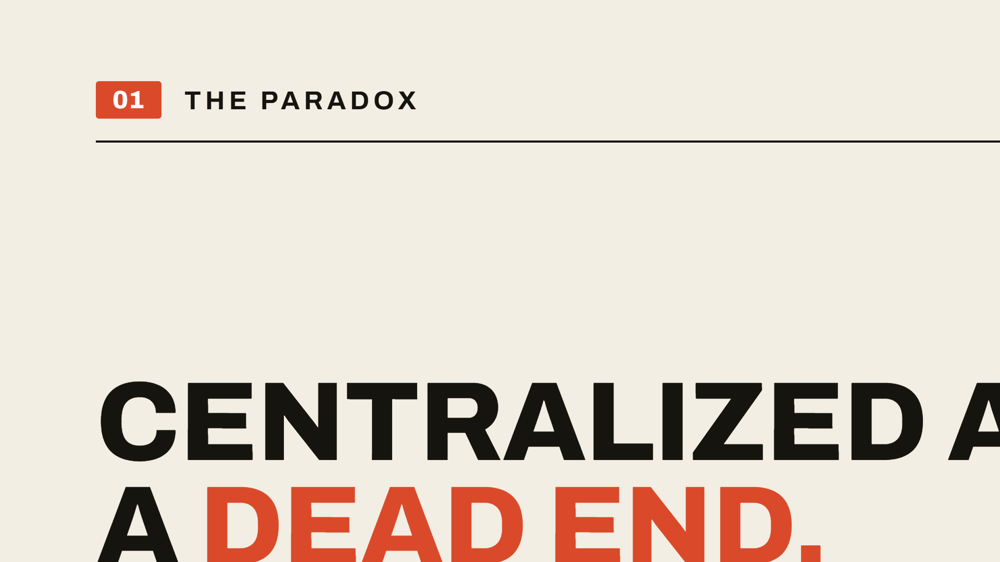 01 THE PARADOX
CENTRALIZED
A DEAD END.